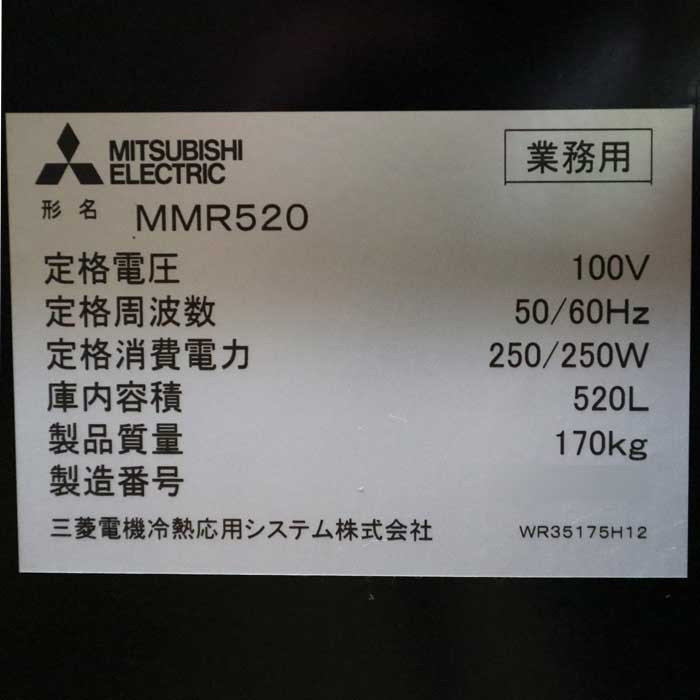 MITSUBISHI
ELECTRIC
業務用
形名 MMR520
定格電圧 100V
定格周波数 50/60Hz
定格消費電力 250/250W
庫内容積 520L
製品質量 170kg
製造番号
三菱電機冷熱応用システム株式会社 WR35175H12